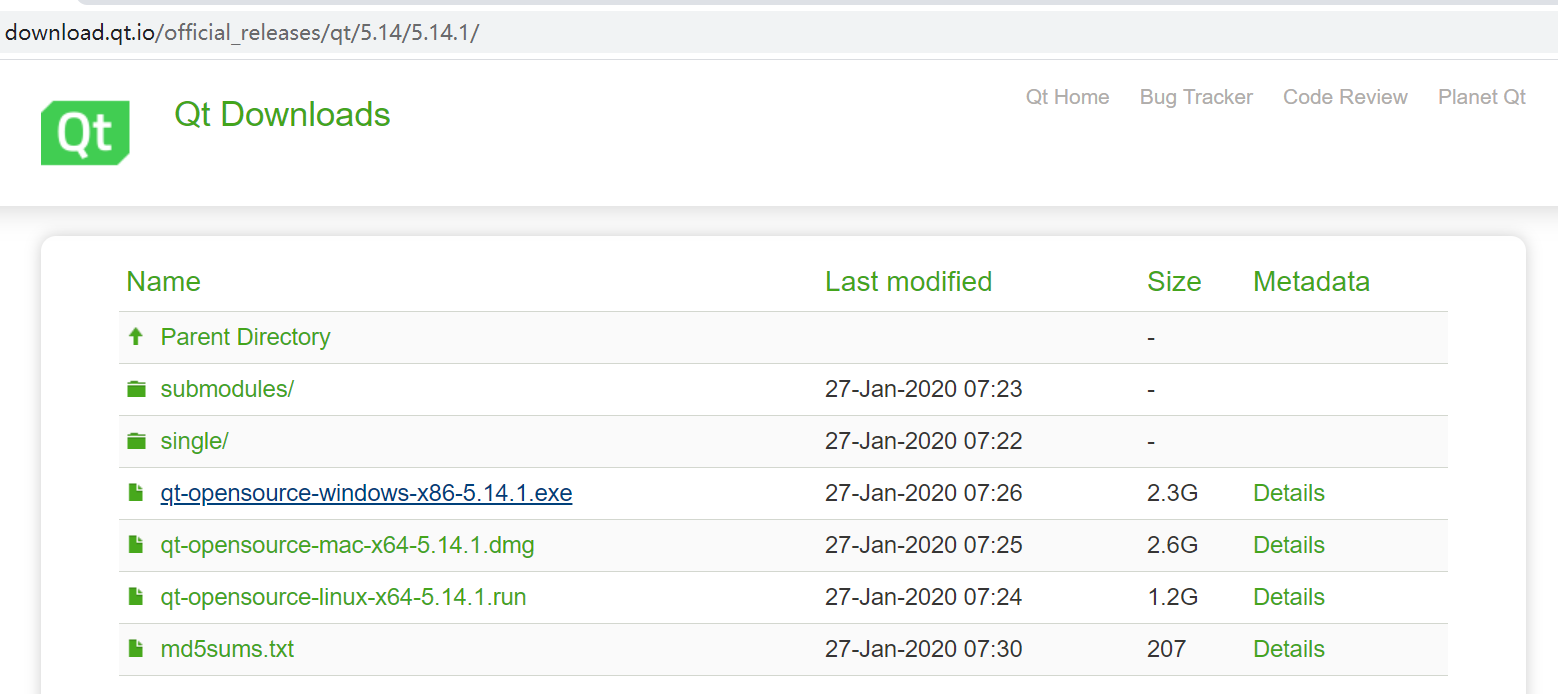 download.qt.io/official_releases/qt/5.14/5.14.1/
Qt Home Bug Tracker Code Review Planet Qt
Qt Qt Downloads
Name Last modified Size Metadata
Parent Directory -
submodules/ 27-Jan-2020 07:23 -
single/ 27-Jan-2020 07:22 -
qt-opensource-windows-x86-5.14.1.exe 27-Jan-2020 07:26 2.3G Details
qt-opensource-mac-x64-5.14.1.dmg 27-Jan-2020 07:25 2.6G Details
qt-opensource-linux-x64-5.14.1.run 27-Jan-2020 07:24 1.2G Details
md5sums.txt 27-Jan-2020 07:30 207 Details